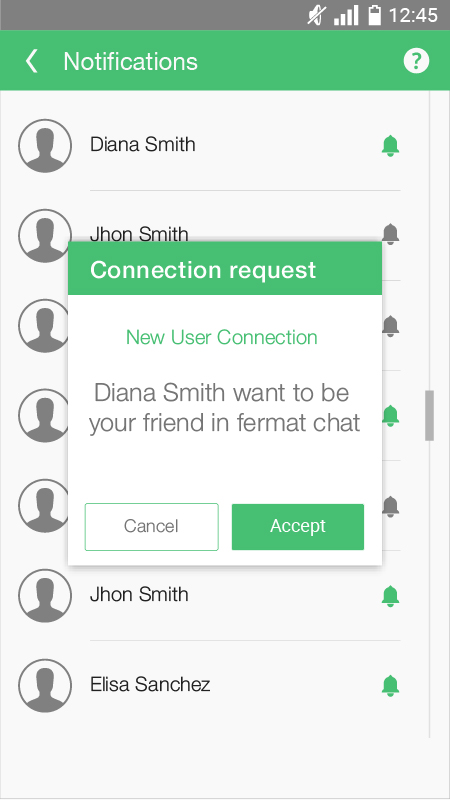 12:45
Notifications
?
Diana Smith
Jhon Smith
Connection request
New User Connection
Diana Smith want to be
your friend in fermat chat
Cancel
Accept
Jhon Smith
Elisa Sanchez